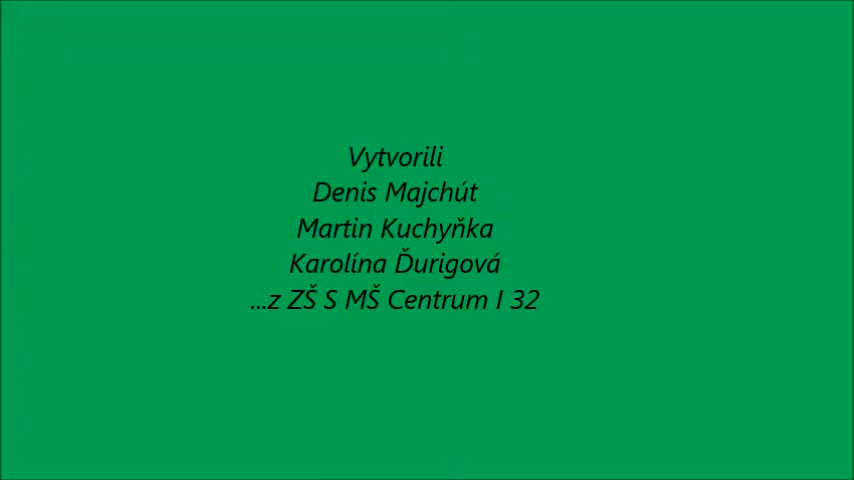 Vytvorili
Denis Majchút
Martin Kuchyňka
Karolína Ďurigová
...z ZŠ S MŠ Centrum I 32